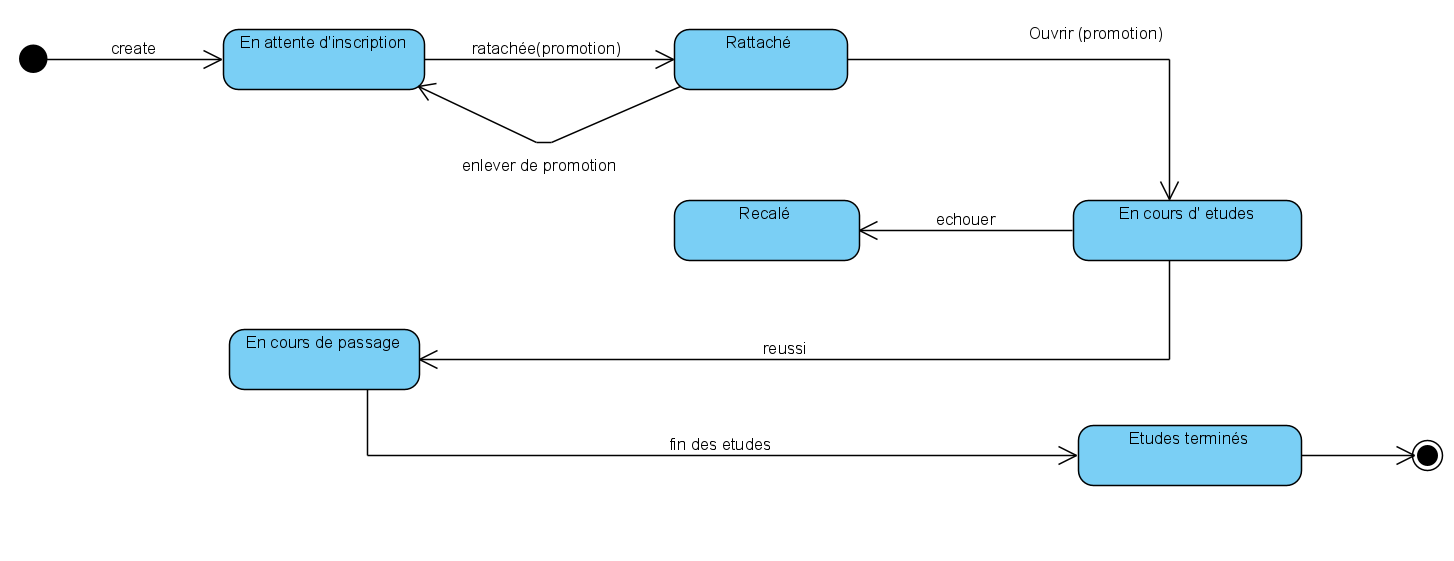 create
En attente d'inscription
ratachée(promotion)
Rattaché
Ouvrir (promotion)
enlever de promotion
Recalé
echouer
En cours d' etudes
En cours de passage
reussi
fin des etudes
Etudes terminés